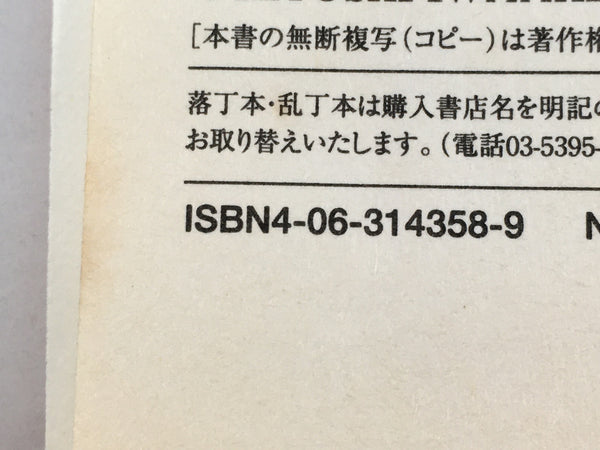 [本書の無断複写(コピー)は著作権
落丁本・乱丁本は購入書店名を明記の
お取り替えいたします。(電話03-5395-
ISBN4-06-314358-9 N